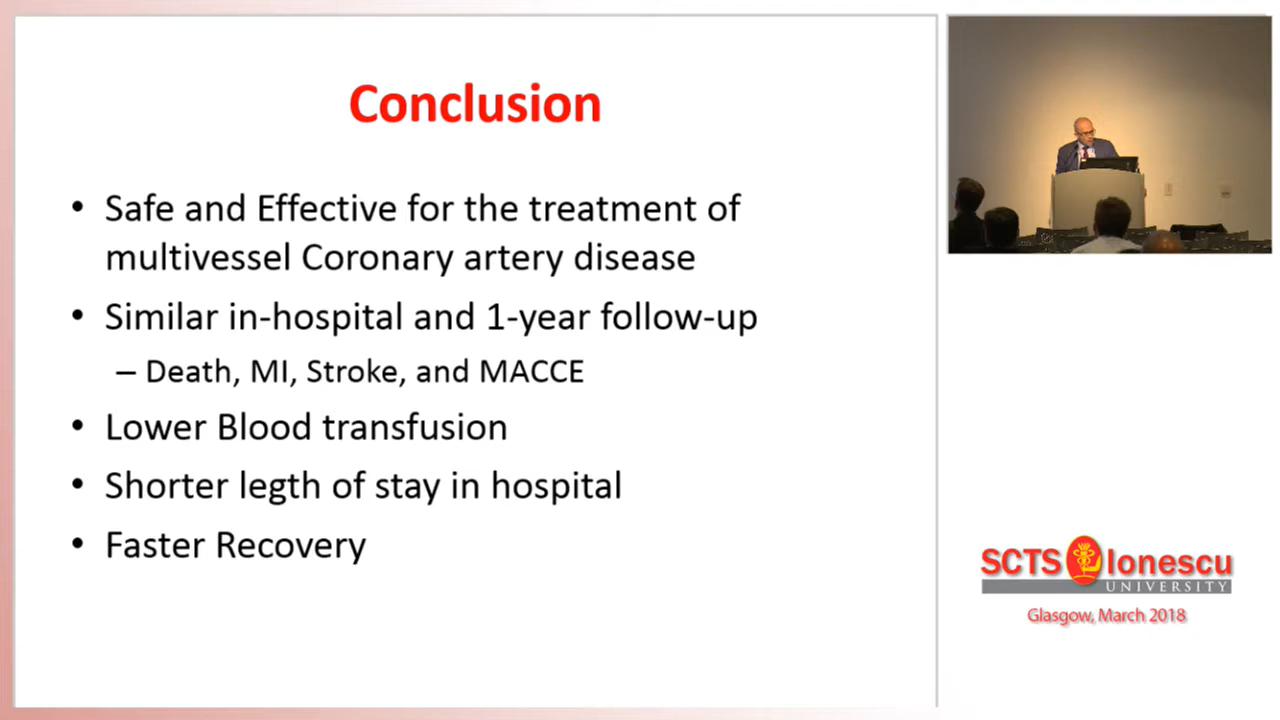 Conclusion
• Safe and Effective for the treatment of
multivessel Coronary artery disease
• Similar in-hospital and 1-year follow-up
– Death, MI, Stroke, and MACCE
• Lower Blood transfusion
• Shorter legth of stay in hospital
• Faster Recovery
SCTS Ionescu
UNIVERSITY
Glasgow, March 2018